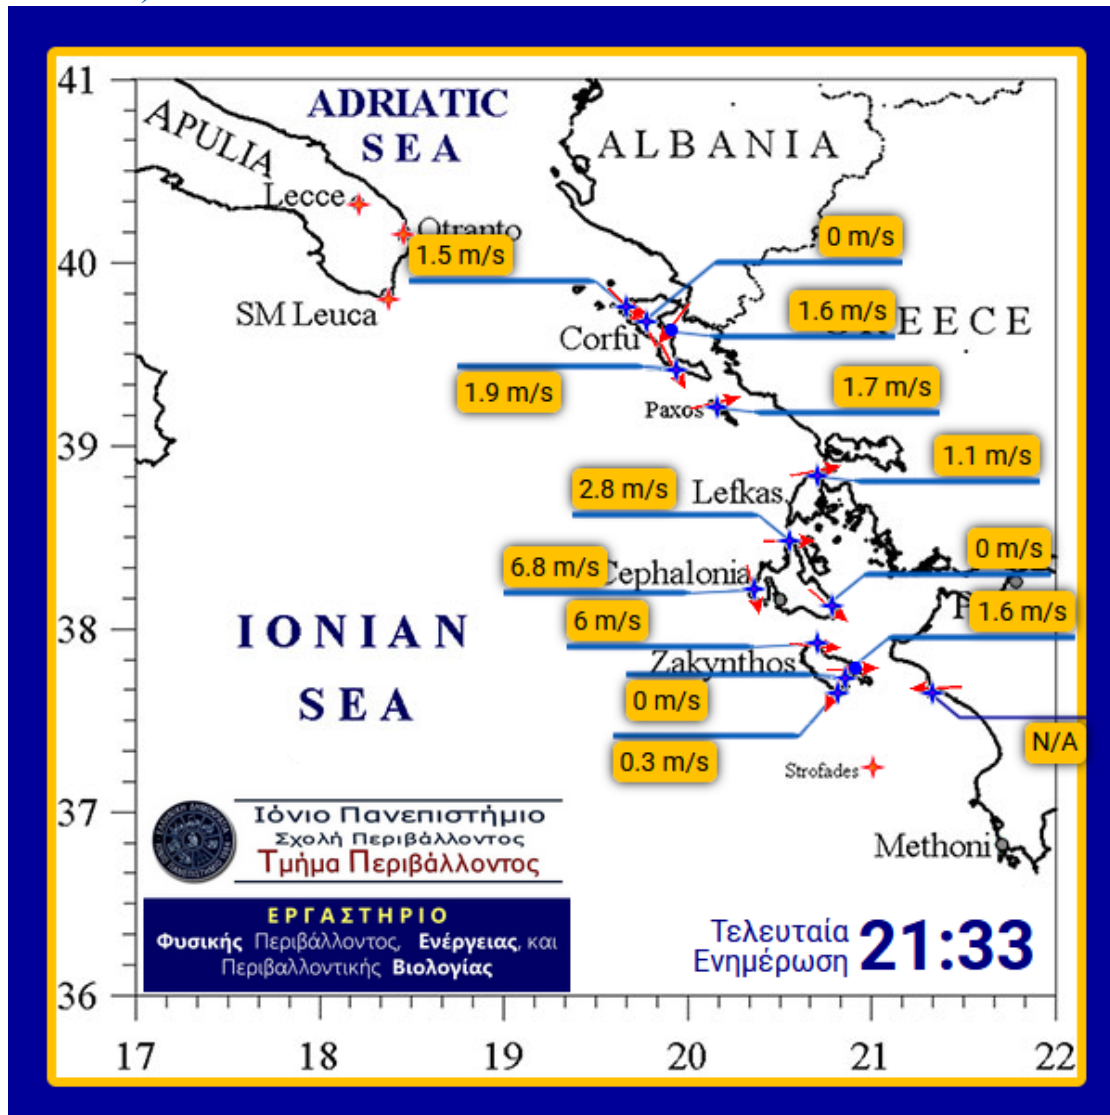 41
ADRIATIC
SEA
APULIA
ALBANIA
Lecce
Otranto
0 m/s
1.5 m/s
40
SM Leuca
1.6 m/s
GREECE
Corfu
1.9 m/s
1.7 m/s
Paxos
39
1.1 m/s
2.8 m/s
Lefkas
0 m/s
6.8 m/s
Cephalonia
1.6 m/s
6 m/s
38
IONIAN
SEA
Zakynthos
0 m/s
N/A
0.3 m/s
Strofades
37
Ιόνιο Πανεπιστήμιο
Σχολή Περιβάλλοντος
Τμήμα Περιβάλλοντος
Methoni
ΕΡΓΑΣΤΗΡΙΟ
Φυσικής Περιβάλλοντος, Ενέργειας, και
Περιβαλλοντικής Βιολογίας
Τελευταία
Ενημέρωση 21:33
36
17 18 19 20 21 22